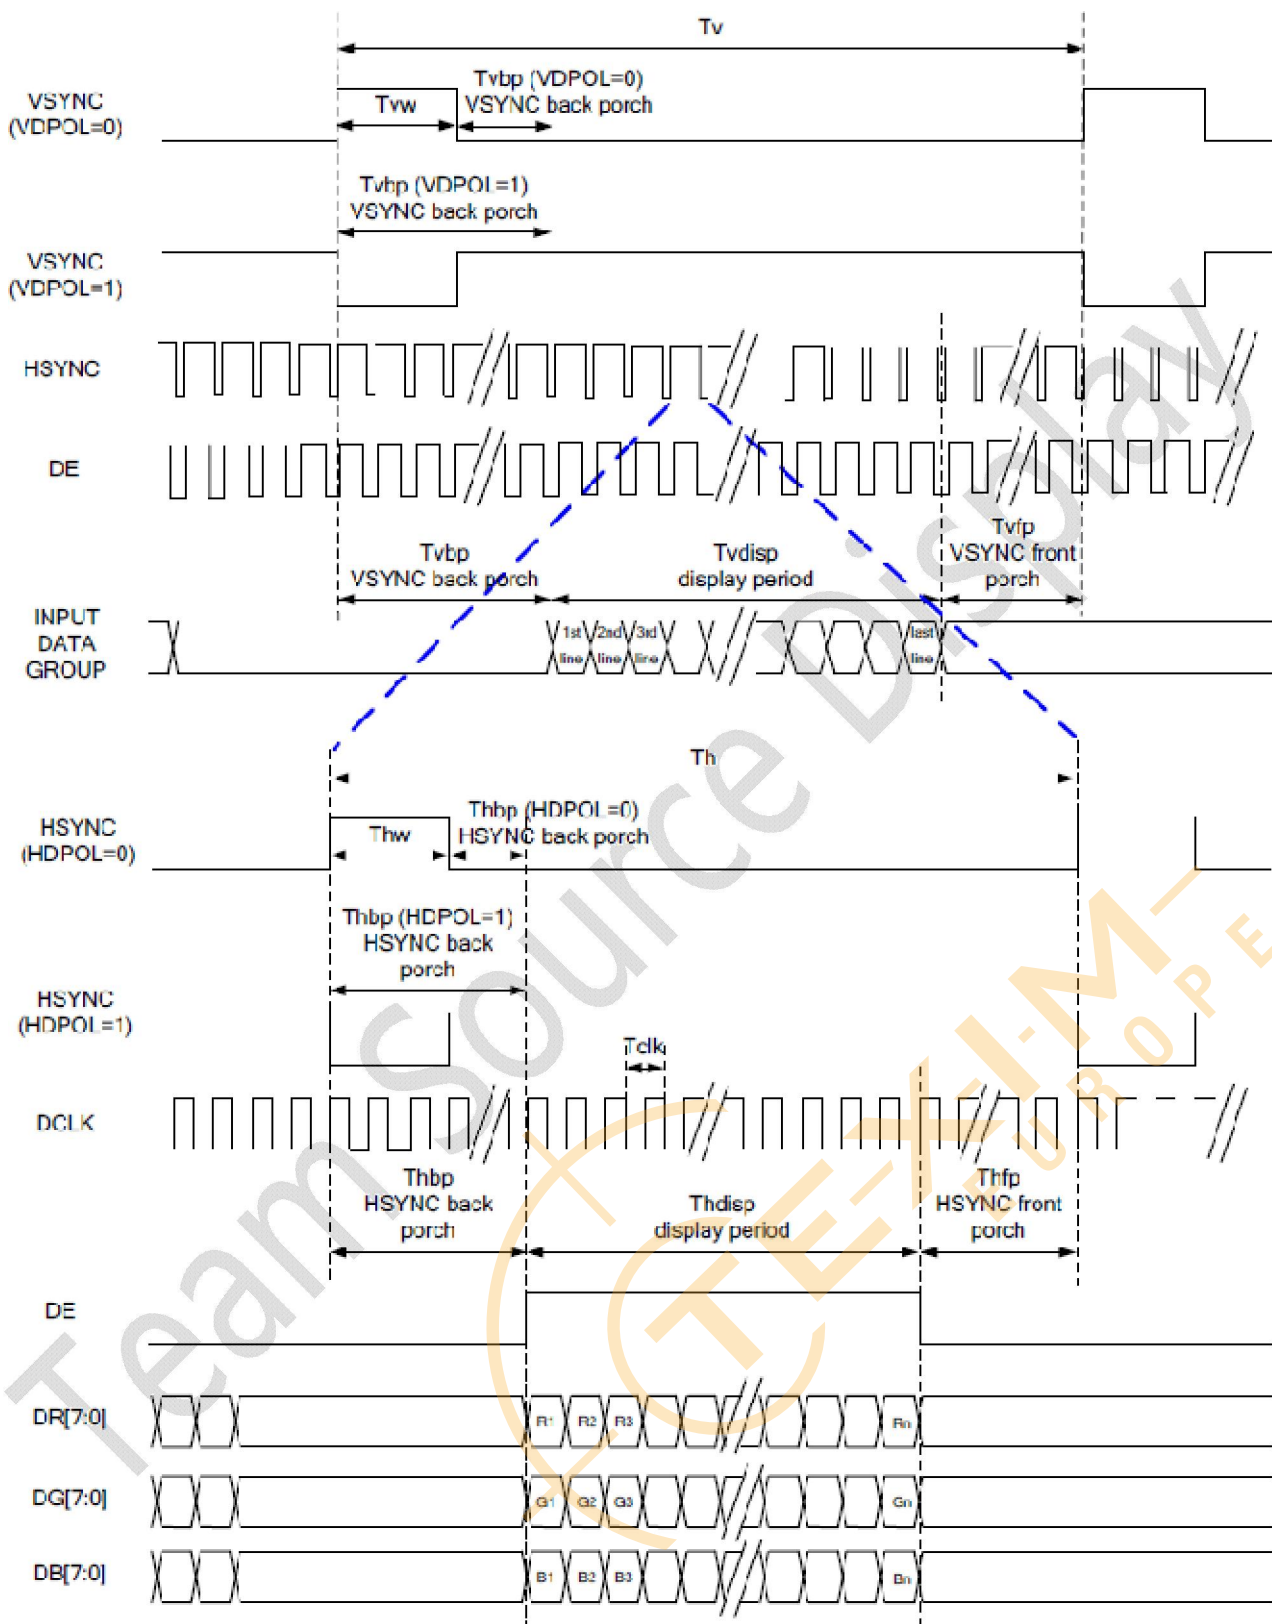 Tv
Tvbp (VDPOL=0)
VSYNC back porch
VSYNC
(VDPOL=0)
Tvw
Tvbp (VDPOL=1)
VSYNC back porch
VSYNC
(VDPOL=1)
HSYNC
DE
Tvbp
VSYNC back porch
Tvdisp
display period
Tvfp
VSYNC front
porch
INPUT
DATA
GROUP
1st
line
2nd
line
3rd
line
last
line
Th
HSYNC
(HDPOL=0)
Thw
Thbp (HDPOL=0)
HSYNC back porch
Thbp (HDPOL=1)
HSYNC back
porch
HSYNC
(HDPOL=1)
Tclk
DCLK
Thbp
HSYNC back
porch
Thdisp
display period
Thfp
HSYNC front
porch
DE
DR[7:0]
R1 R2 R3 Rn
DG[7:0]
G1 G2 G3 Gn
DB[7:0]
B1 B2 B3 Bn
Team Source Display
TEXIM
EUROPE